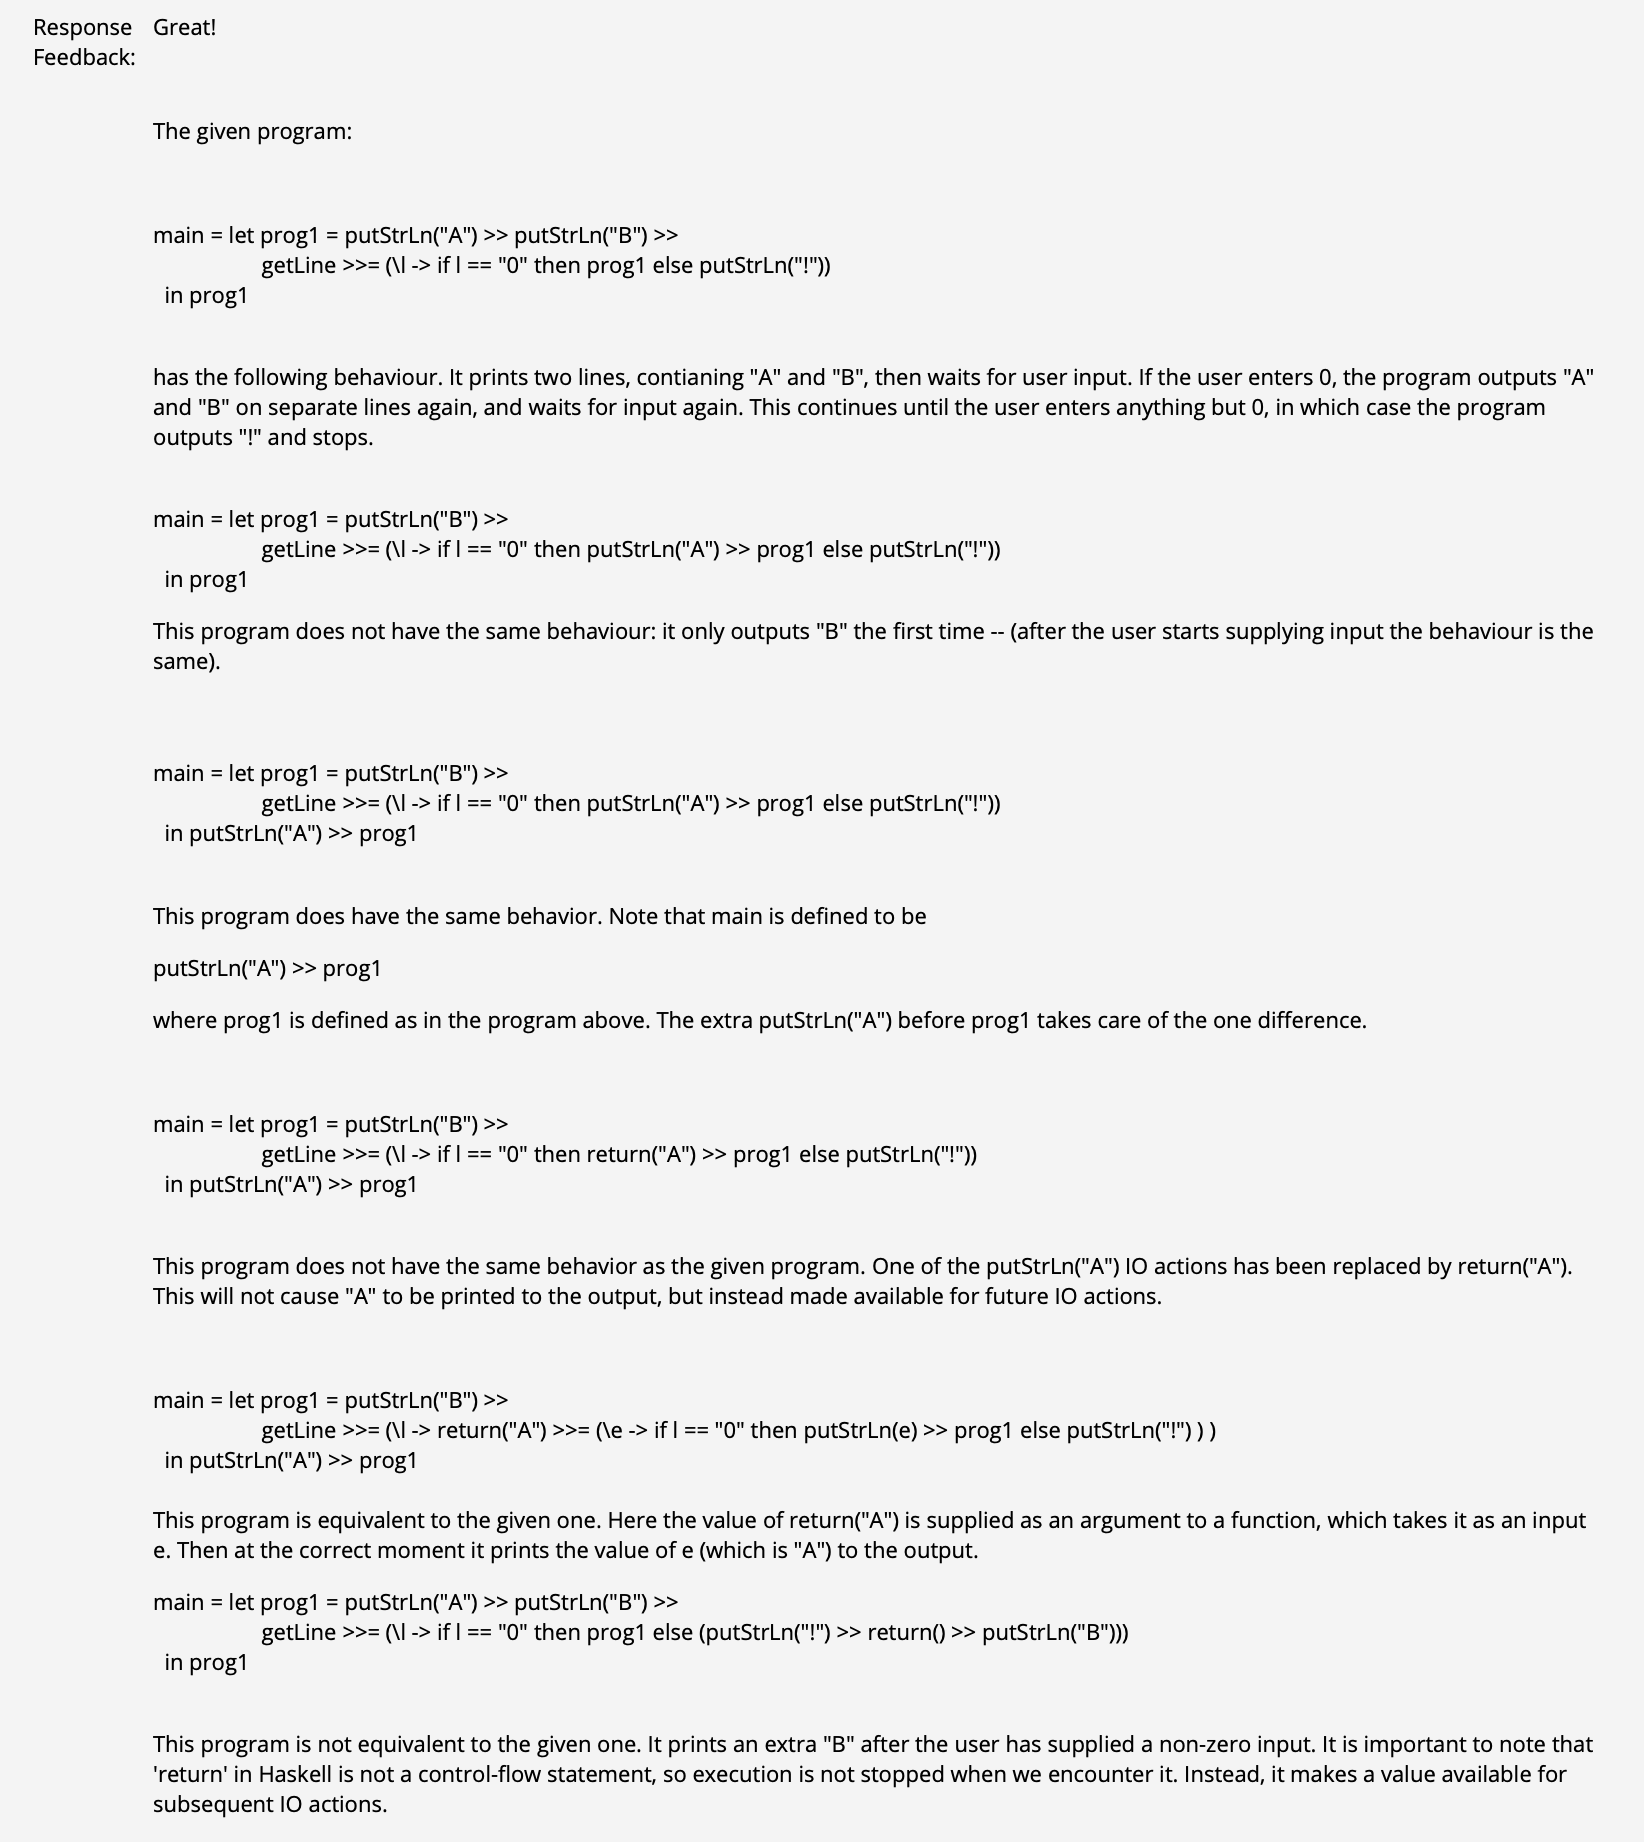 Response Great!
Feedback:
The given program:
main = let prog1 = putStrLn("A") >> putStrLn("B") >>
getLine >>= (\l -> if l == "0" then prog1 else putStrLn("!"))
in prog1
has the following behaviour. It prints two lines, contianing "A" and "B", then waits for user input. If the user enters 0, the program outputs "A"
and "B" on separate lines again, and waits for input again. This continues until the user enters anything but 0, in which case the program
outputs "!" and stops.
main = let prog1 = putStrLn("B") >>
getLine >>= (\l -> if l == "0" then putStrLn("A") >> prog1 else putStrLn("!"))
in prog1
This program does not have the same behaviour: it only outputs "B" the first time -- (after the user starts supplying input the behaviour is the
same).
main = let prog1 = putStrLn("B") >>
getLine >>= (\l -> if l == "0" then putStrLn("A") >> prog1 else putStrLn("!"))
in putStrLn("A") >> prog1
This program does have the same behavior. Note that main is defined to be
putStrLn("A") >> prog1
where prog1 is defined as in the program above. The extra putStrLn("A") before prog1 takes care of the one difference.
main = let prog1 = putStrLn("B") >>
getLine >>= (\l -> if l == "0" then return("A") >> prog1 else putStrLn("!"))
in putStrLn("A") >> prog1
This program does not have the same behavior as the given program. One of the putStrLn("A") IO actions has been replaced by return("A").
This will not cause "A" to be printed to the output, but instead made available for future IO actions.
main = let prog1 = putStrLn("B") >>
getLine >>= (\l -> return("A") >>= (\e -> if l == "0" then putStrLn(e) >> prog1 else putStrLn("!") ) )
in putStrLn("A") >> prog1
This program is equivalent to the given one. Here the value of return("A") is supplied as an argument to a function, which takes it as an input
e. Then at the correct moment it prints the value of e (which is "A") to the output.
main = let prog1 = putStrLn("A") >> putStrLn("B") >>
getLine >>= (\l -> if l == "0" then prog1 else (putStrLn("!") >> return() >> putStrLn("B")))
in prog1
This program is not equivalent to the given one. It prints an extra "B" after the user has supplied a non-zero input. It is important to note that
'return' in Haskell is not a control-flow statement, so execution is not stopped when we encounter it. Instead, it makes a value available for
subsequent IO actions.